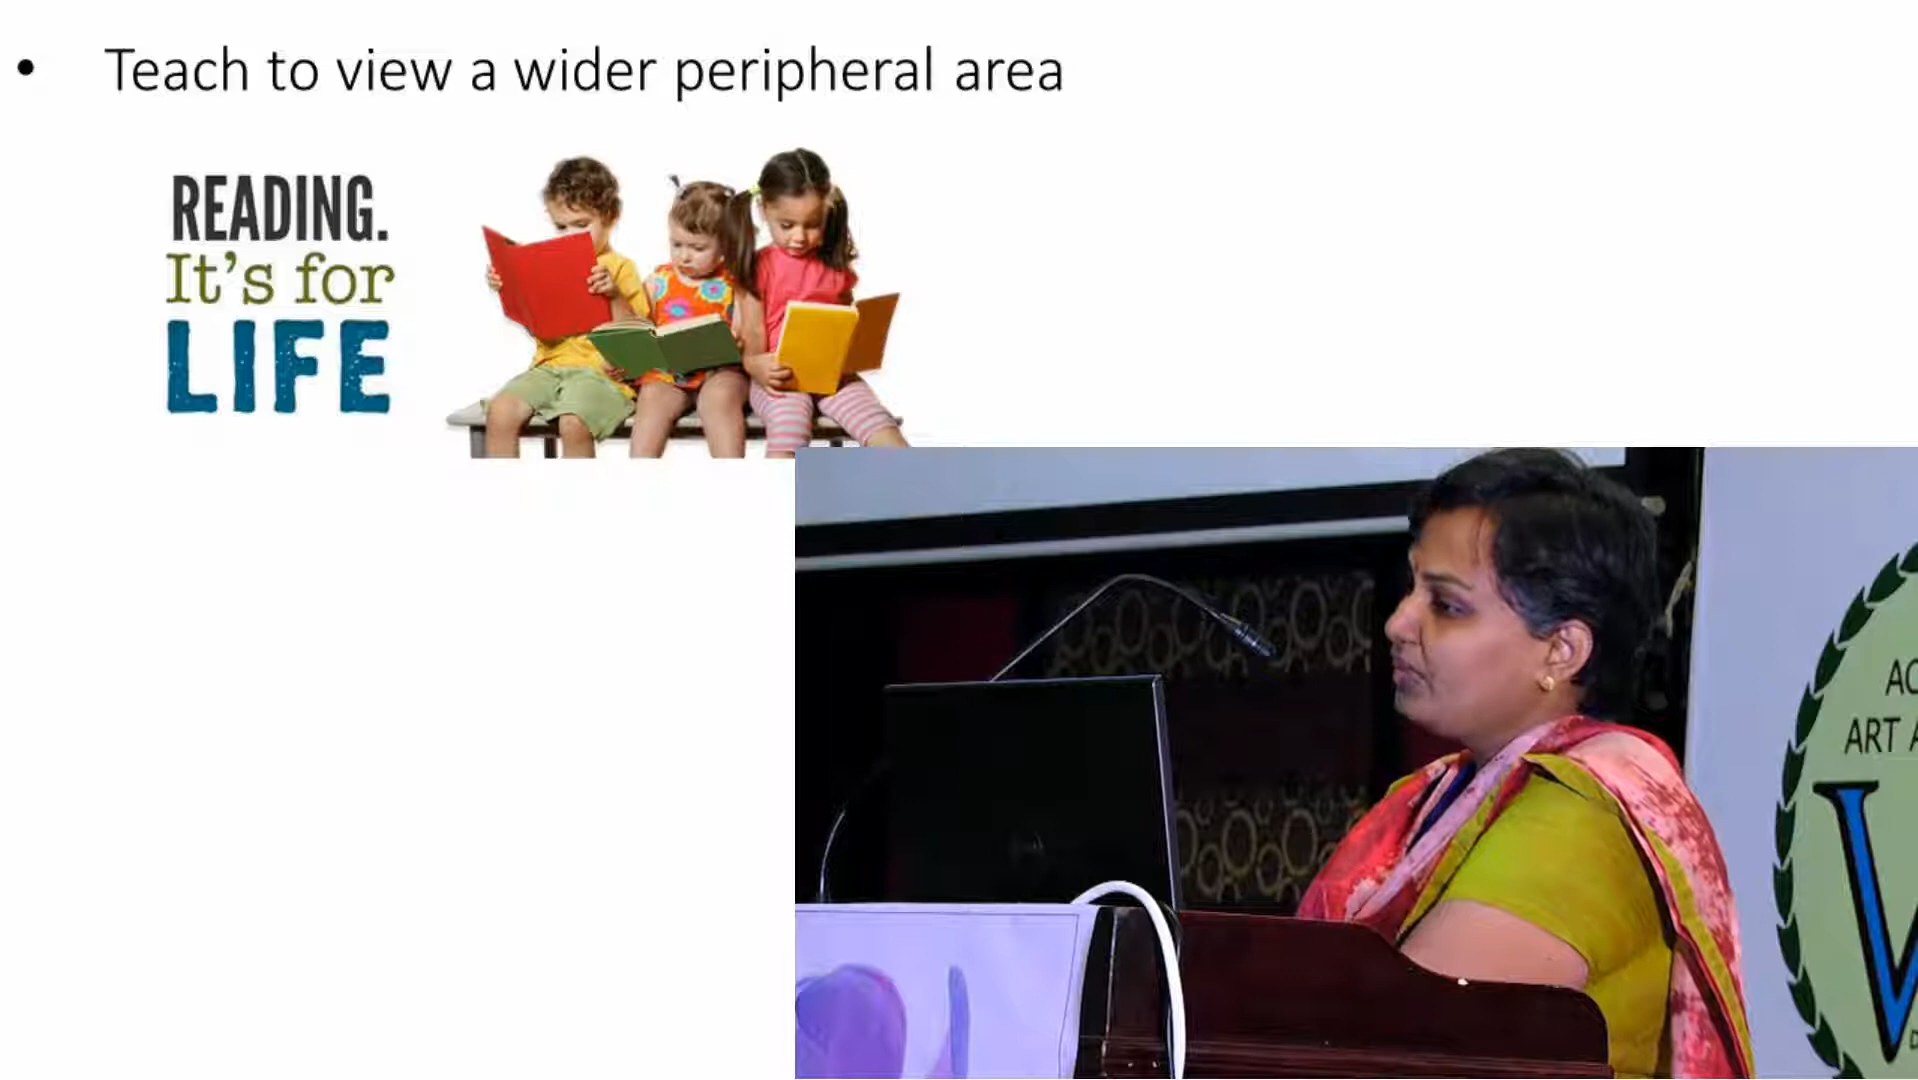 • Teach to view a wider peripheral area
READING.
It's for
LIFE
ART